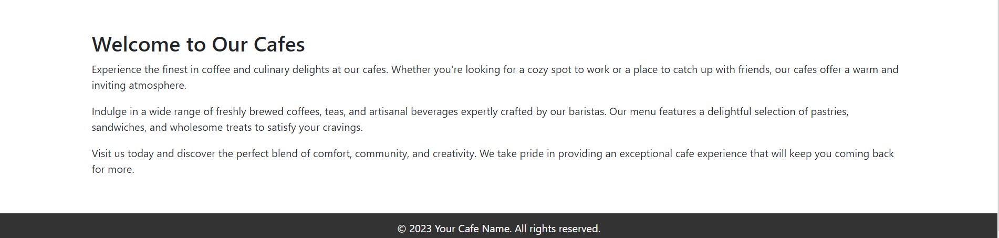 Welcome to Our Cafes
Experience the finest in coffee and culinary delights at our cafes. Whether you're looking for a cozy spot to work or a place to catch up with friends, our cafes offer a warm and
inviting atmosphere.
Indulge in a wide range of freshly brewed coffees, teas, and artisanal beverages expertly crafted by our baristas. Our menu features a delightful selection of pastries,
sandwiches, and wholesome treats to satisfy your cravings.
Visit us today and discover the perfect blend of comfort, community, and creativity. We take pride in providing an exceptional cafe experience that will keep you coming back
for more.
© 2023 Your Cafe Name. All rights reserved.